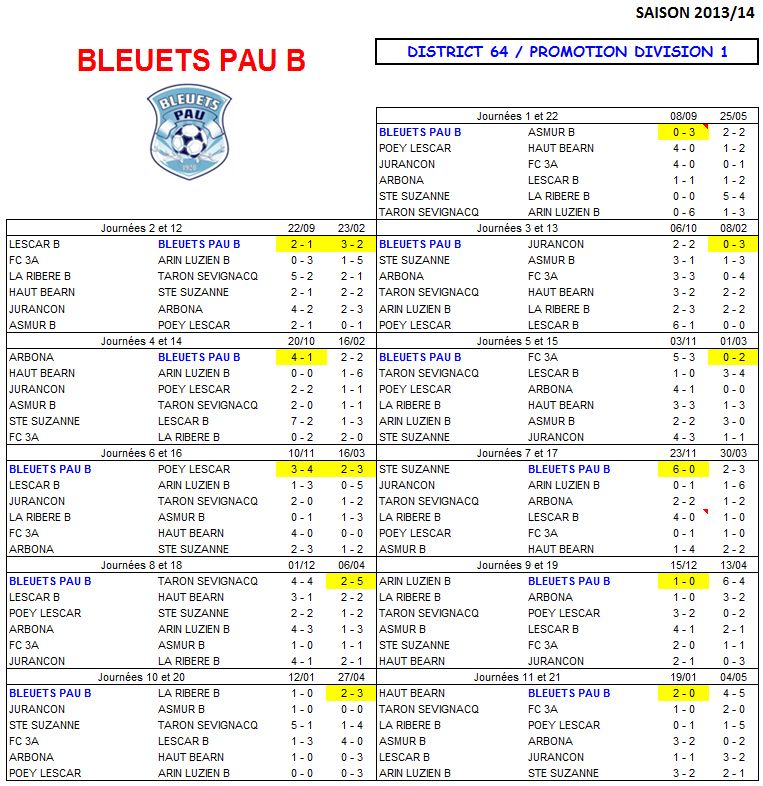 SAISON 2013/14
BLEUETS PAU B
DISTRICT 64 / PROMOTION DIVISION 1
BLEUETS
PAU
1920
Journées 1 et 22 08/09 25/05
BLEUETS PAU B ASMUR B 0 - 3 2 - 2
POEY LESCAR HAUT BEARN 4 - 0 1 - 2
JURANCON FC 3A 4 - 0 0 - 1
ARBONA LESCAR B 1 - 1 1 - 2
STE SUZANNE LA RIBERE B 0 - 0 5 - 4
TARON SEVIGNACQ ARIN LUZIEN B 0 - 6 1 - 3
Journées 2 et 12 22/09 23/02
LESCAR B BLEUETS PAU B 2 - 1 3 - 2
FC 3A ARIN LUZIEN B 0 - 3 1 - 5
LA RIBERE B TARON SEVIGNACQ 5 - 2 2 - 1
HAUT BEARN STE SUZANNE 2 - 1 2 - 2
JURANCON ARBONA 4 - 2 2 - 3
ASMUR B POEY LESCAR 2 - 1 0 - 1
Journées 3 et 13 06/10 08/02
BLEUETS PAU B JURANCON 2 - 2 0 - 3
STE SUZANNE ASMUR B 3 - 1 1 - 3
ARBONA FC 3A 3 - 3 0 - 4
TARON SEVIGNACQ HAUT BEARN 3 - 2 2 - 2
ARIN LUZIEN B LA RIBERE B 2 - 3 2 - 2
POEY LESCAR LESCAR B 6 - 1 0 - 0
Journées 4 et 14 20/10 16/02
ARBONA BLEUETS PAU B 4 - 1 2 - 2
HAUT BEARN ARIN LUZIEN B 0 - 0 1 - 6
JURANCON POEY LESCAR 2 - 2 1 - 1
ASMUR B TARON SEVIGNACQ 2 - 0 1 - 1
STE SUZANNE LESCAR B 7 - 2 1 - 3
FC 3A LA RIBERE B 0 - 2 2 - 0
Journées 5 et 15 03/11 01/03
BLEUETS PAU B FC 3A 5 - 3 0 - 2
TARON SEVIGNACQ LESCAR B 1 - 0 3 - 4
POEY LESCAR ARBONA 4 - 1 0 - 0
LA RIBERE B HAUT BEARN 3 - 3 1 - 3
ARIN LUZIEN B ASMUR B 2 - 2 3 - 0
STE SUZANNE JURANCON 4 - 3 1 - 1
Journées 6 et 16 10/11 16/03
BLEUETS PAU B POEY LESCAR 3 - 4 2 - 3
LESCAR B ARIN LUZIEN B 1 - 3 0 - 5
JURANCON TARON SEVIGNACQ 2 - 0 1 - 2
LA RIBERE B ASMUR B 0 - 1 1 - 3
FC 3A HAUT BEARN 4 - 0 0 - 0
ARBONA STE SUZANNE 2 - 3 1 - 2
Journées 7 et 17 23/11 30/03
STE SUZANNE BLEUETS PAU B 6 - 0 2 - 3
JURANCON ARIN LUZIEN B 0 - 1 1 - 6
TARON SEVIGNACQ ARBONA 2 - 2 1 - 2
LA RIBERE B LESCAR B 4 - 0 1 - 0
POEY LESCAR FC 3A 0 - 1 1 - 0
ASMUR B HAUT BEARN 1 - 4 2 - 2
Journées 8 et 18 01/12 06/04
BLEUETS PAU B TARON SEVIGNACQ 4 - 4 2 - 5
LESCAR B HAUT BEARN 3 - 1 2 - 2
POEY LESCAR STE SUZANNE 2 - 2 1 - 2
ARBONA ARIN LUZIEN B 4 - 3 1 - 3
FC 3A ASMUR B 1 - 0 1 - 1
JURANCON LA RIBERE B 4 - 1 2 - 1
Journées 9 et 19 15/12 13/04
ARIN LUZIEN B BLEUETS PAU B 1 - 0 6 - 4
LA RIBERE B ARBONA 1 - 0 3 - 2
TARON SEVIGNACQ POEY LESCAR 3 - 2 0 - 2
ASMUR B LESCAR B 4 - 1 2 - 1
STE SUZANNE FC 3A 1 - 0 1 - 1
HAUT BEARN JURANCON 2 - 1 3 - 0
Journées 10 et 20 12/01 27/04
BLEUETS PAU B LA RIBERE B 1 - 0 2 - 3
JURANCON ASMUR B 1 - 0 0 - 0
STE SUZANNE TARON SEVIGNACQ 5 - 1 1 - 4
FC 3A LESCAR B 1 - 3 4 - 0
ARBONA HAUT BEARN 1 - 0 0 - 3
POEY LESCAR ARIN LUZIEN B 0 - 0 0 - 3
Journées 11 et 21 19/01 04/05
HAUT BEARN BLEUETS PAU B 2 - 0 4 - 5
TARON SEVIGNACQ FC 3A 1 - 0 2 - 0
LA RIBERE B POEY LESCAR 0 - 1 1 - 5
ASMUR B ARBONA 3 - 2 0 - 2
LESCAR B JURANCON 1 - 1 3 - 2
ARIN LUZIEN B STE SUZANNE 3 - 2 2 - 1